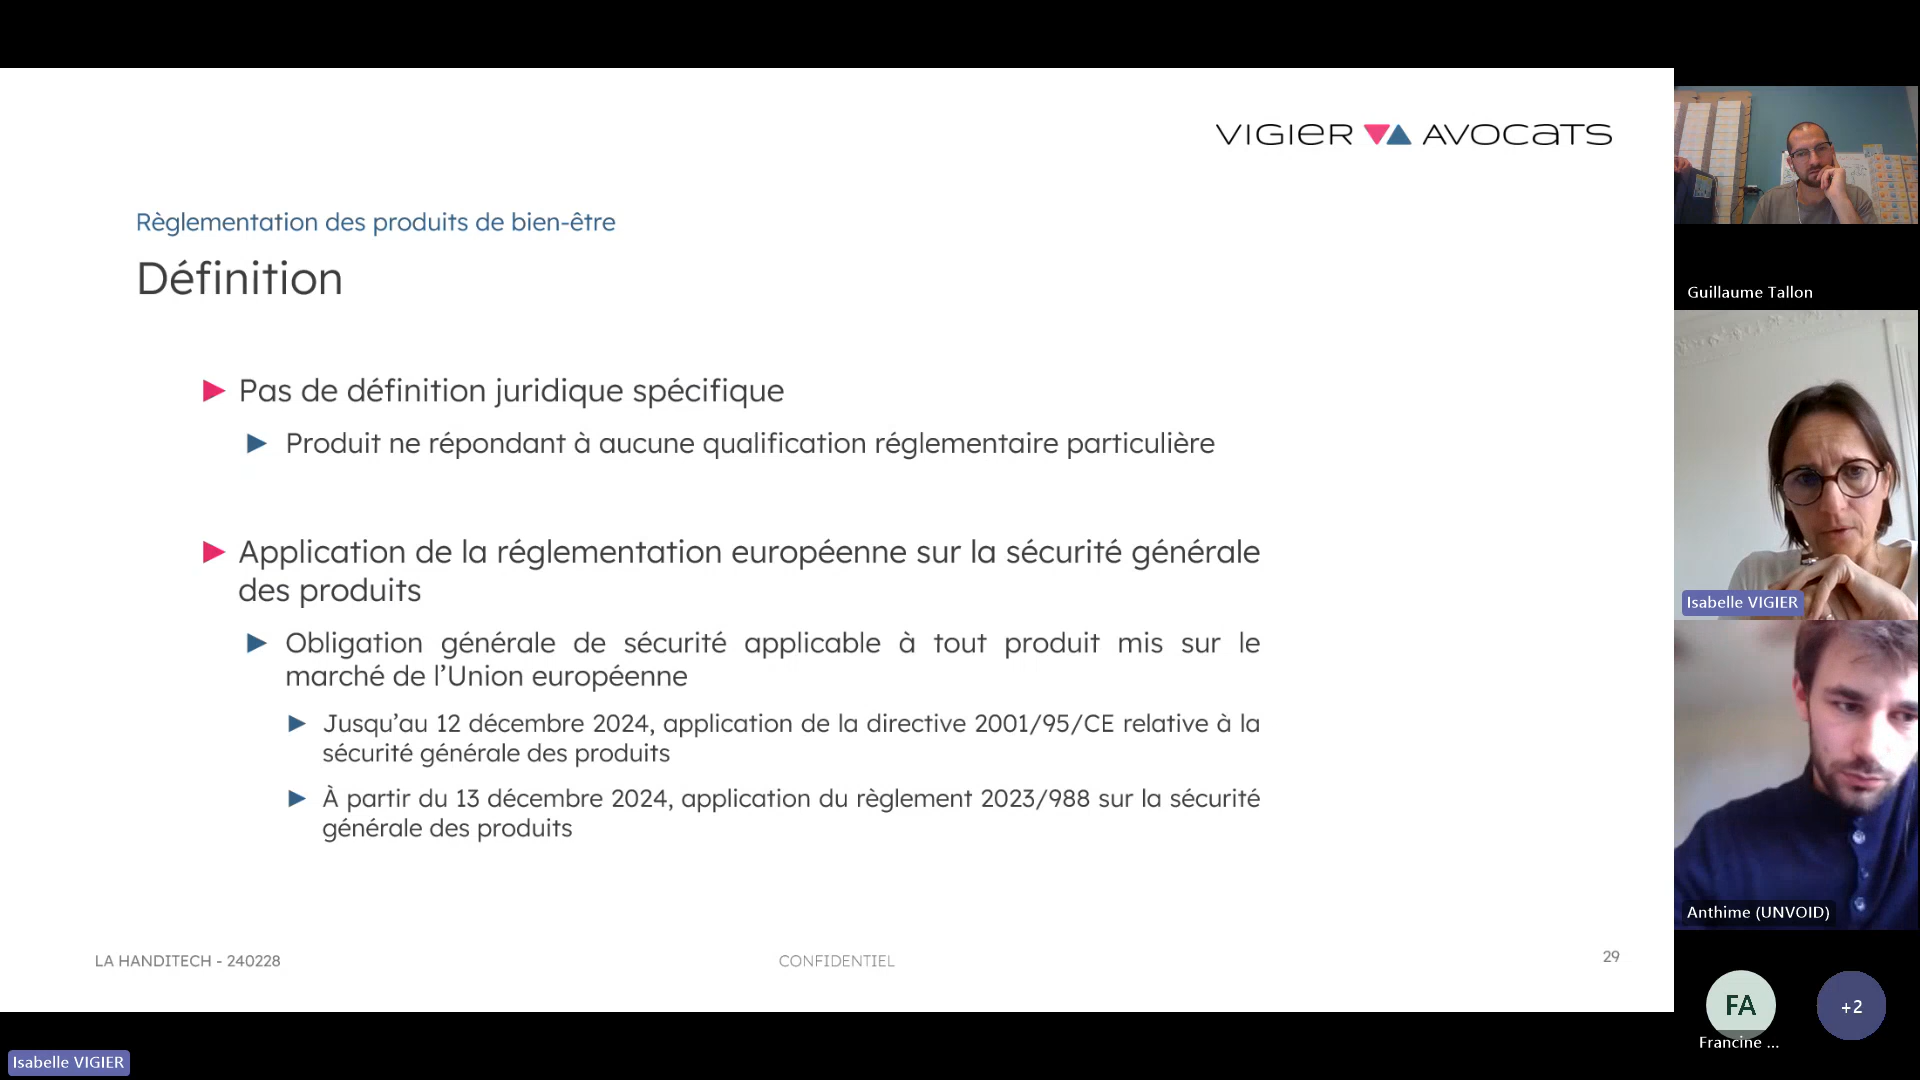 VIGIER AVOCATS
Règlementation des produits de bien-être
Définition
Pas de définition juridique spécifique
Produit ne répondant à aucune qualification réglementaire particulière
Application de la réglementation européenne sur la sécurité générale
des produits
Obligation générale de sécurité applicable à tout produit mis sur le
marché de l’Union européenne
Jusqu’au 12 décembre 2024, application de la directive 2001/95/CE relative à la
sécurité générale des produits
À partir du 13 décembre 2024, application du règlement 2023/988 sur la sécurité
générale des produits
LA HANDITECH - 240228
CONFIDENTIEL
29
Isabelle VIGIER
Guillaume Tallon
Isabelle VIGIER
Anthime (UNVOID)
FA
Francine ...
+2